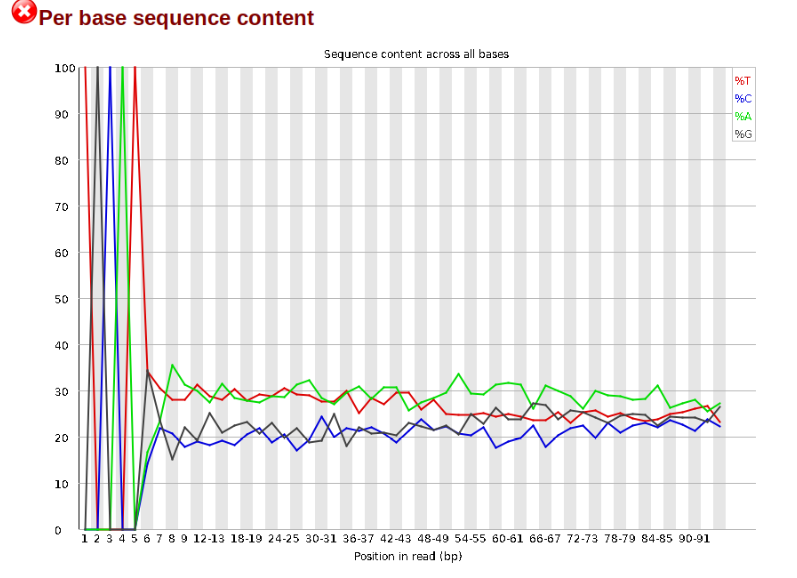 Per base sequence content
Sequence content across all bases
100
90
80
70
60
50
40
30
20
10
0
%T
%C
%A
%G
1 2 3 4 5 6 7 8 9 12-13 18-19 24-25 30-31 36-37 42-43 48-49 54-55 60-61 66-67 72-73 78-79 84-85 90-91
Position in read (bp)